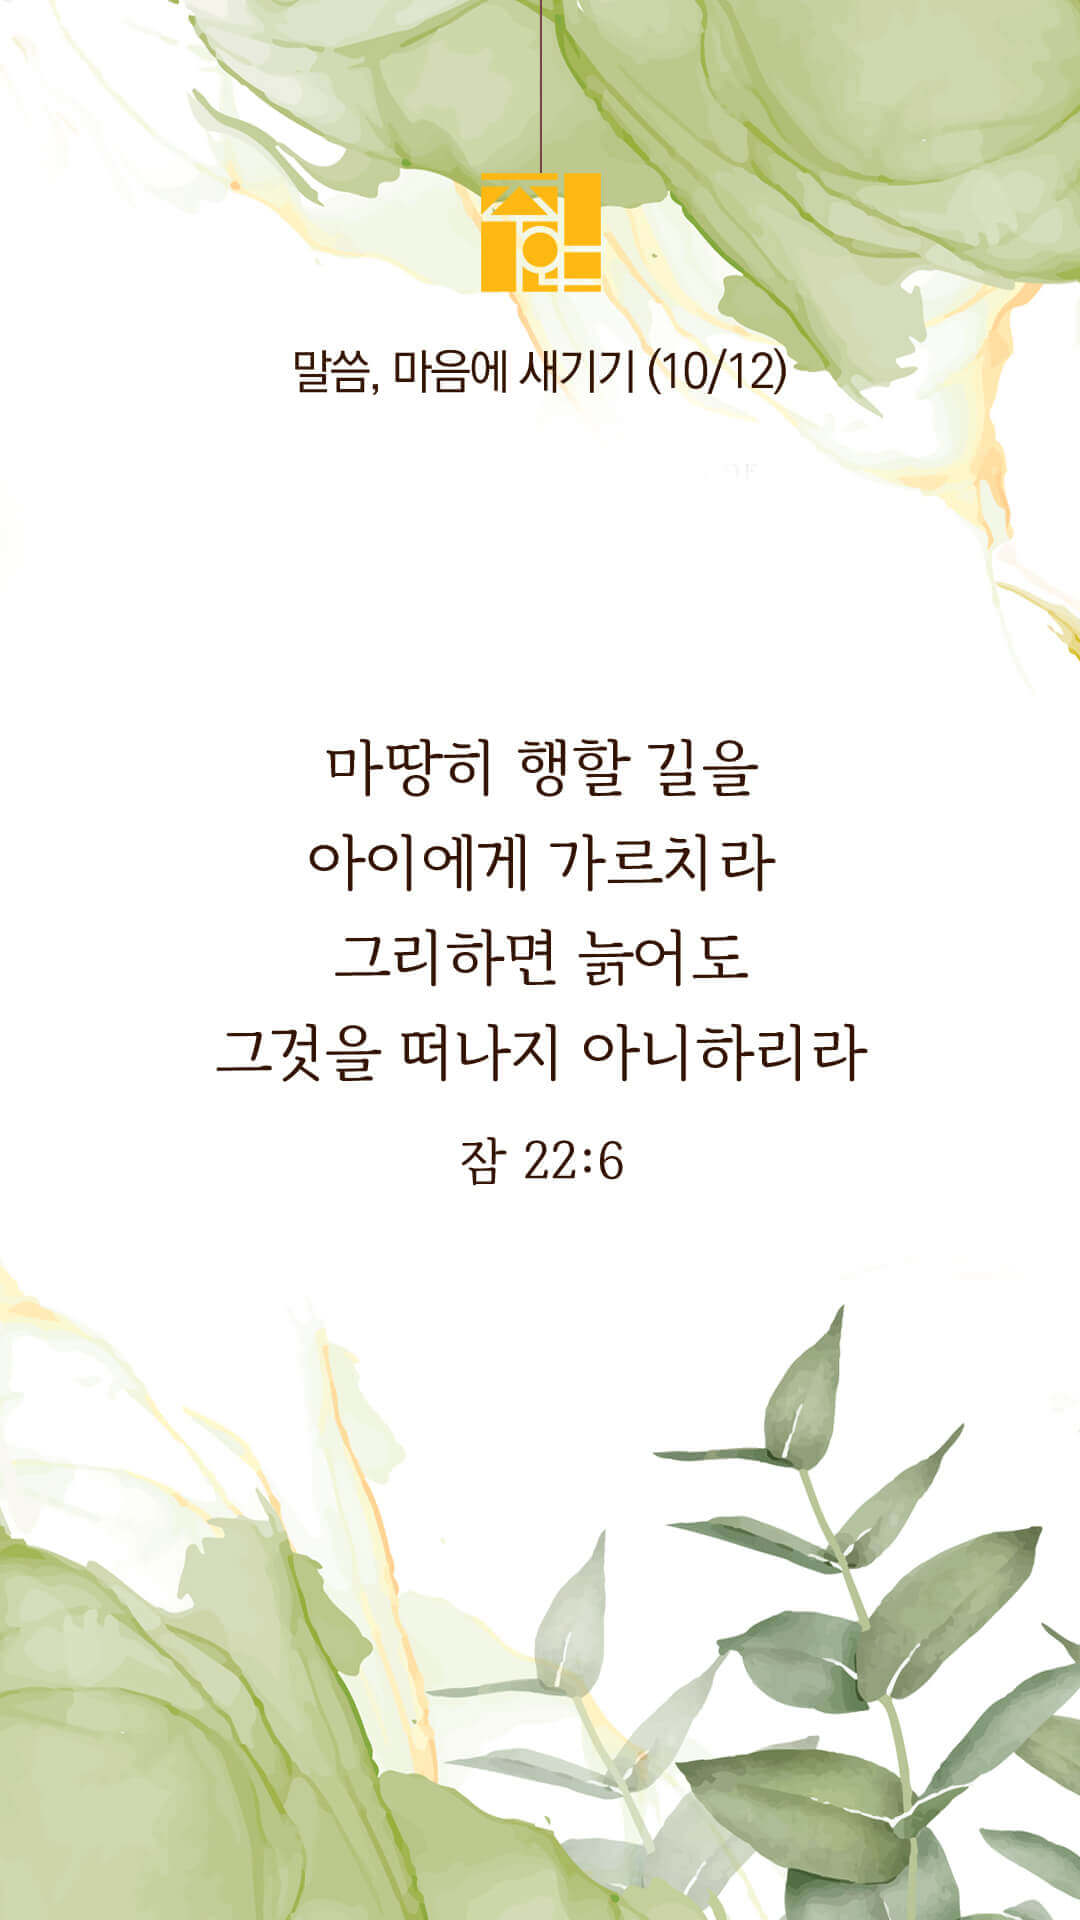 말씀, 마음에 새기기 (10/12)
마땅히 행할 길을
아이에게 가르치라
그리하면 늙어도
그것을 떠나지 아니하리라
잠 22:6